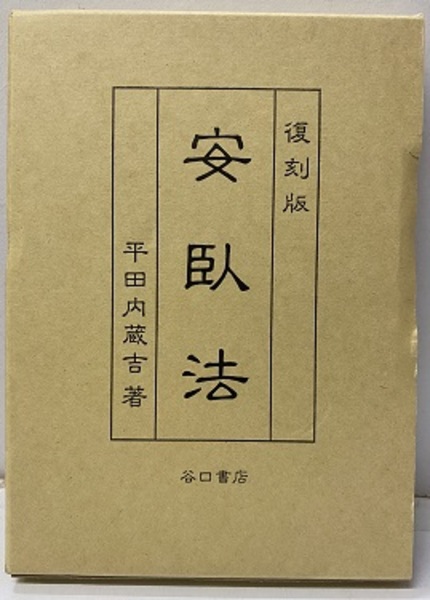 復刻版
安臥法
平田内蔵吉 著
谷口書店